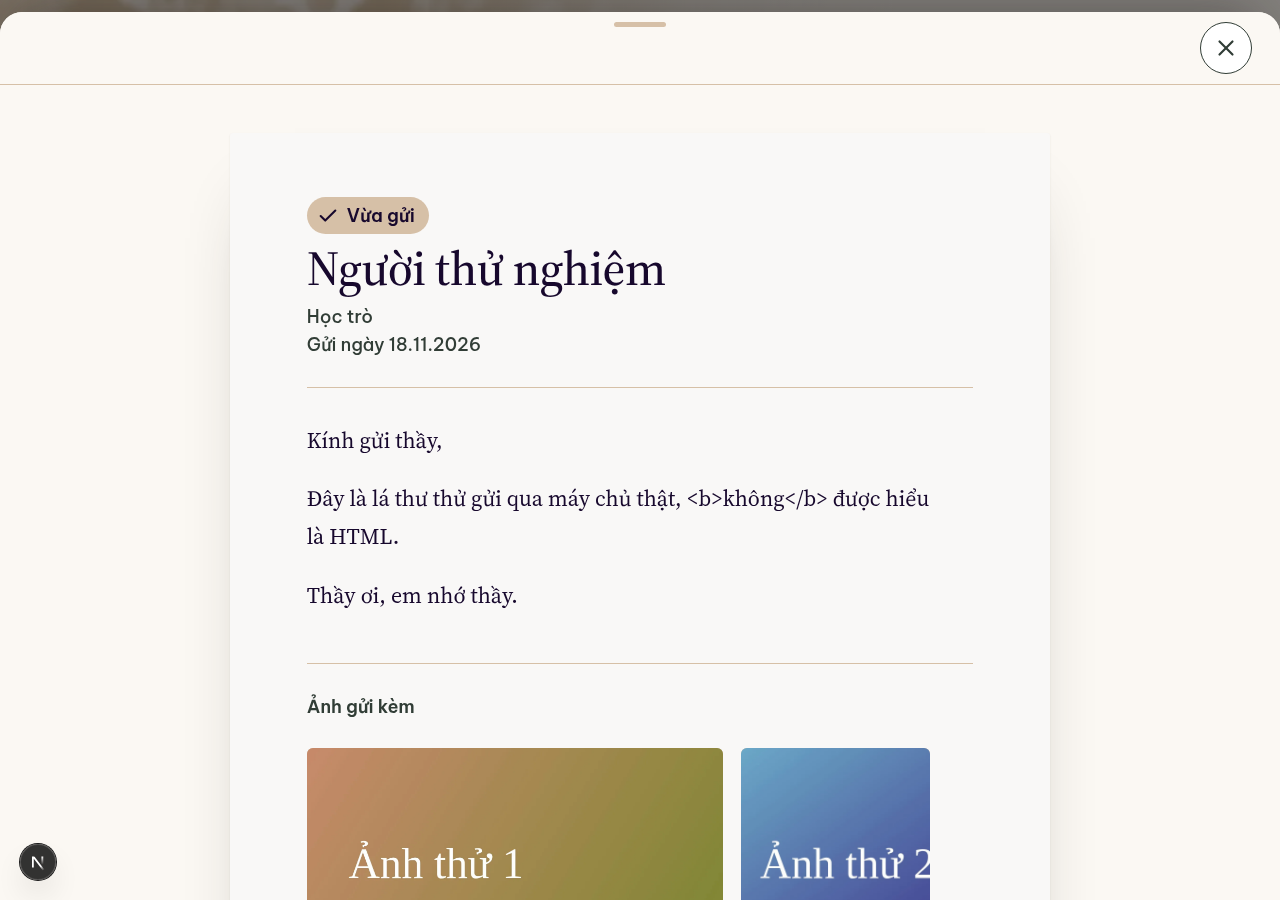 Vừa gửi
Người thử nghiệm
Học trò
Gửi ngày 18.11.2026
Kính gửi thầy,
Đây là lá thư thử gửi qua máy chủ thật, <b>không</b> được hiểu
là HTML.
Thầy ơi, em nhớ thầy.
Ảnh gửi kèm
Ảnh thử 1
Ảnh thử 2
N